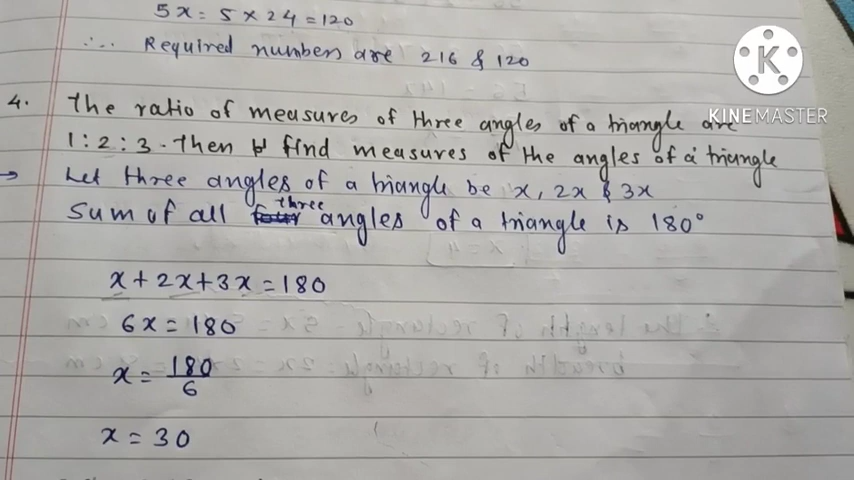 5x = 5 × 24 = 120
∴ Required numbers are 216 & 120
K
KINEMASTER
4. The ratio of measures of three angles of a triangle are
1 : 2 : 3. Then find measures of the angles of a triangle
→ Let three angles of a triangle be x, 2x & 3x
Sum of all three angles of a triangle is 180°
x + 2x + 3x = 180
6x = 180
x = 180/6
x = 30